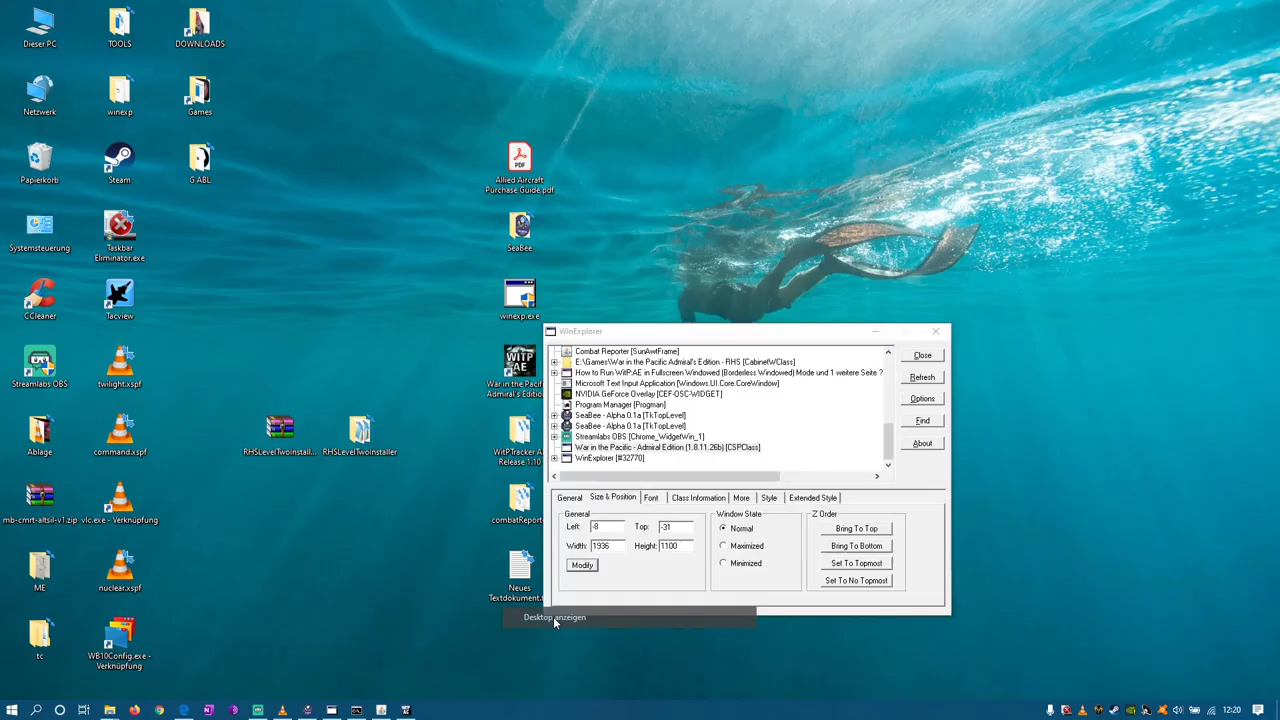 Dieser PC
TOOLS
DOWNLOADS
Netzwerk
winexp
Games
Papierkorb
Steam
G ABL
Systemsteuerung
Taskbar
Eliminator.exe
CCleaner
Tacview
Streamlabs OBS
twilight.xspf
Ablage
command.xspf
RHSLevelTwoInstall...
RHSLevelTwoInstaller
mb-cmrt-altsil-v1.zip
vlc.exe - Verknüpfung
ME
nuclear.xspf
tc
WB10Config.exe -
Verknüpfung
PDF
Allied Aircraft
Purchase Guide.pdf
SeaBee
winexp.exe
WITP
AE
War in the Pacif
Admiral's Edition
WitPTracker A
Release 1.10
combatReporte
Neues
Textdokument.t
WinExplorer
Combat Reporter [SunAwtFrame]
E:\Games\War in the Pacific Admiral's Edition - RHS [CabinetWClass]
How to Run WitP:AE in Fullscreen Windowed (Borderless Windowed) Mode und 1 weitere Seite ?
Microsoft Text Input Application [Windows.UI.Core.CoreWindow]
NVIDIA GeForce Overlay [CEF-OSC-WIDGET]
Program Manager [Progman]
SeaBee - Alpha 0.1a [TkTopLevel]
SeaBee - Alpha 0.1a [TkTopLevel]
Streamlabs OBS [Chrome_WidgetWin_1]
War in the Pacific - Admiral Edition (1.8.11.26b) [CSPClass]
WinExplorer [#32770]
Close
Refresh
Options
Find
About
General
Size & Position
Font
Class Information
More
Style
Extended Style
General
Left: -8
Top: -31
Width: 1936
Height: 1100
Modify
Window State
Normal
Maximized
Minimized
Z Order
Bring To Top
Bring To Bottom
Set To Topmost
Set To No Topmost
Desktop anzeigen
12:20